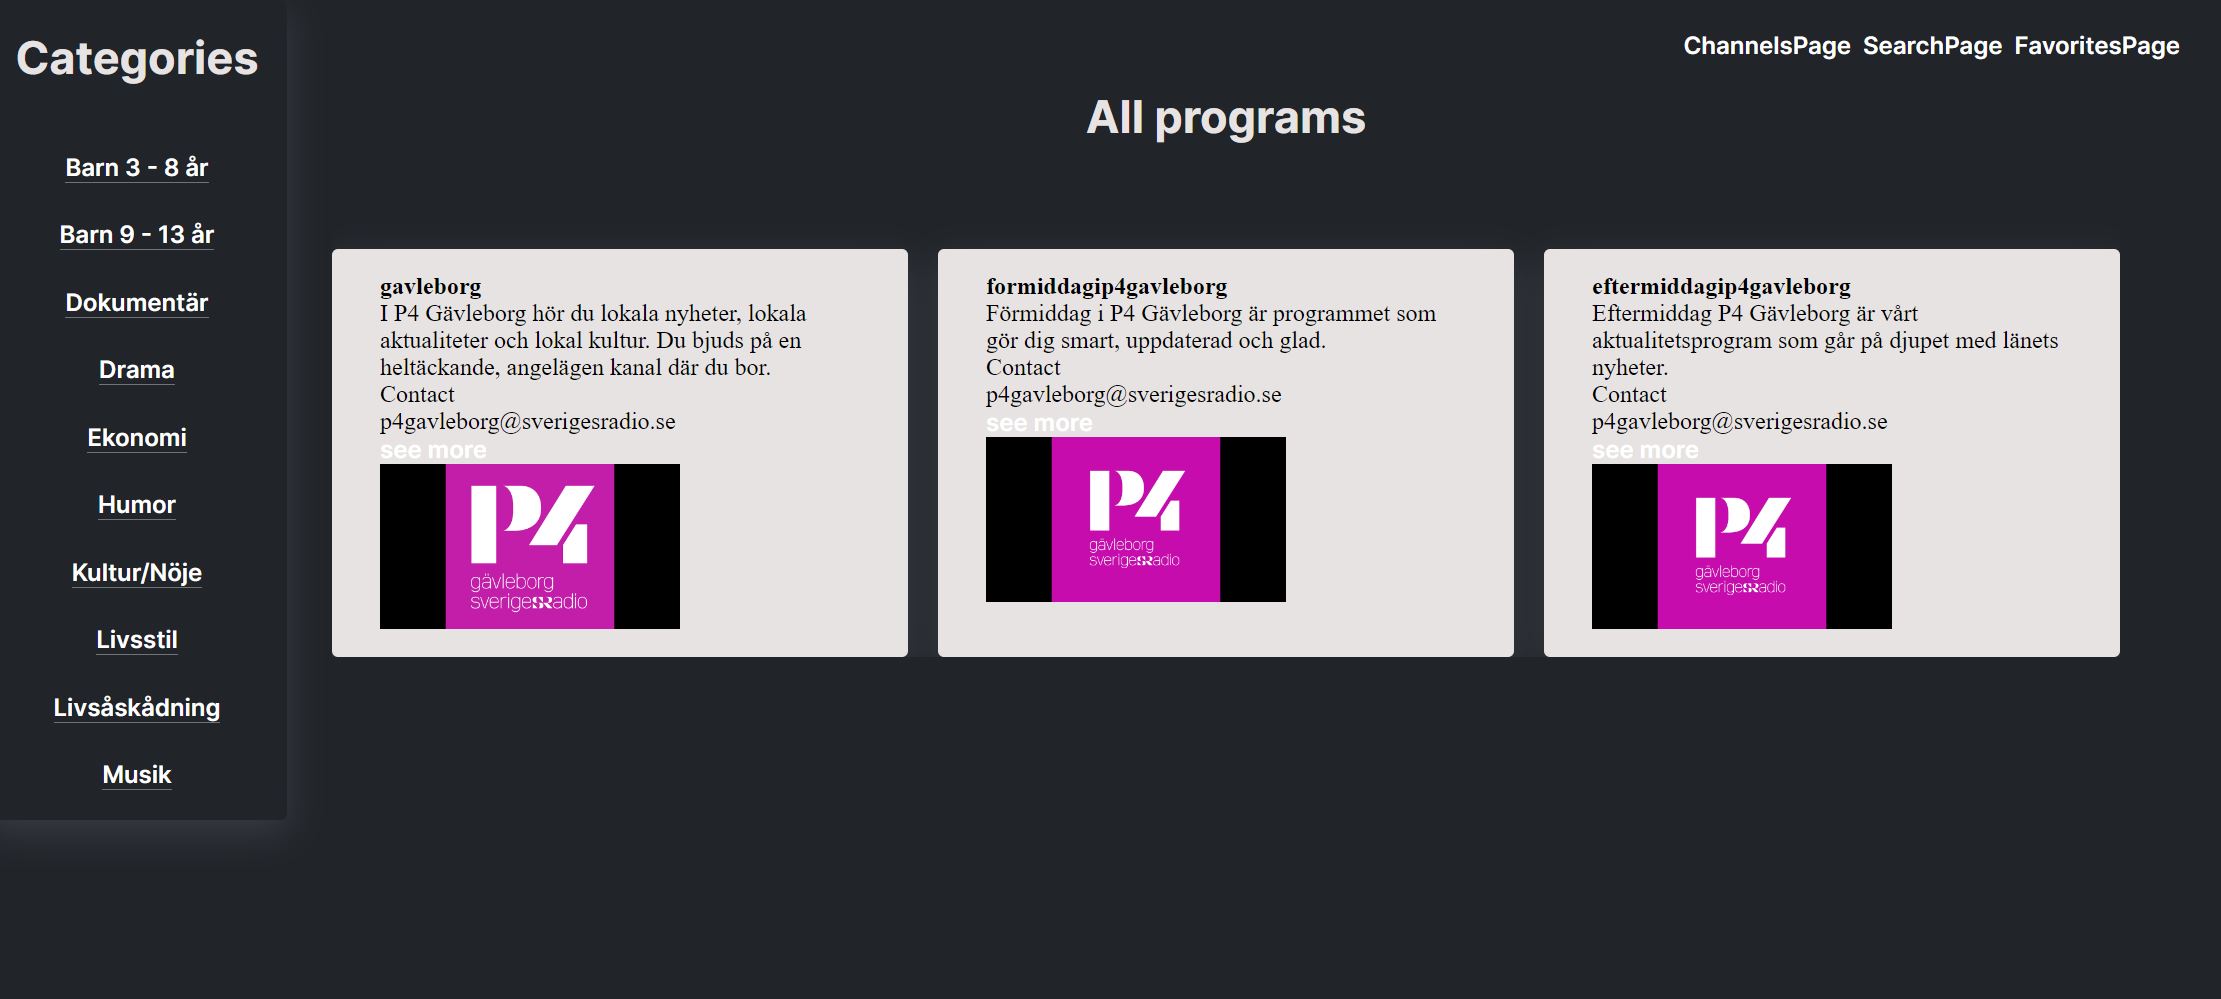 Categories
Barn 3 - 8 år
Barn 9 - 13 år
Dokumentär
Drama
Ekonomi
Humor
Kultur/Nöje
Livsstil
Livsåskådning
Musik
ChannelsPage SearchPage FavoritesPage
All programs
gavleborg
I P4 Gävleborg hör du lokala nyheter, lokala
aktualiteter och lokal kultur. Du bjuds på en
heltäckande, angelägen kanal där du bor.
Contact
p4gavleborg@sverigesradio.se
see more
P4
gävleborg
sverigesRadio
formiddagip4gavleborg
Förmiddag i P4 Gävleborg är programmet som
gör dig smart, uppdaterad och glad.
Contact
p4gavleborg@sverigesradio.se
see more
P4
gävleborg
sverigesRadio
eftermiddagip4gavleborg
Eftermiddag P4 Gävleborg är vårt
aktualitetsprogram som går på djupet med länets
nyheter.
Contact
p4gavleborg@sverigesradio.se
see more
P4
gävleborg
sverigesRadio